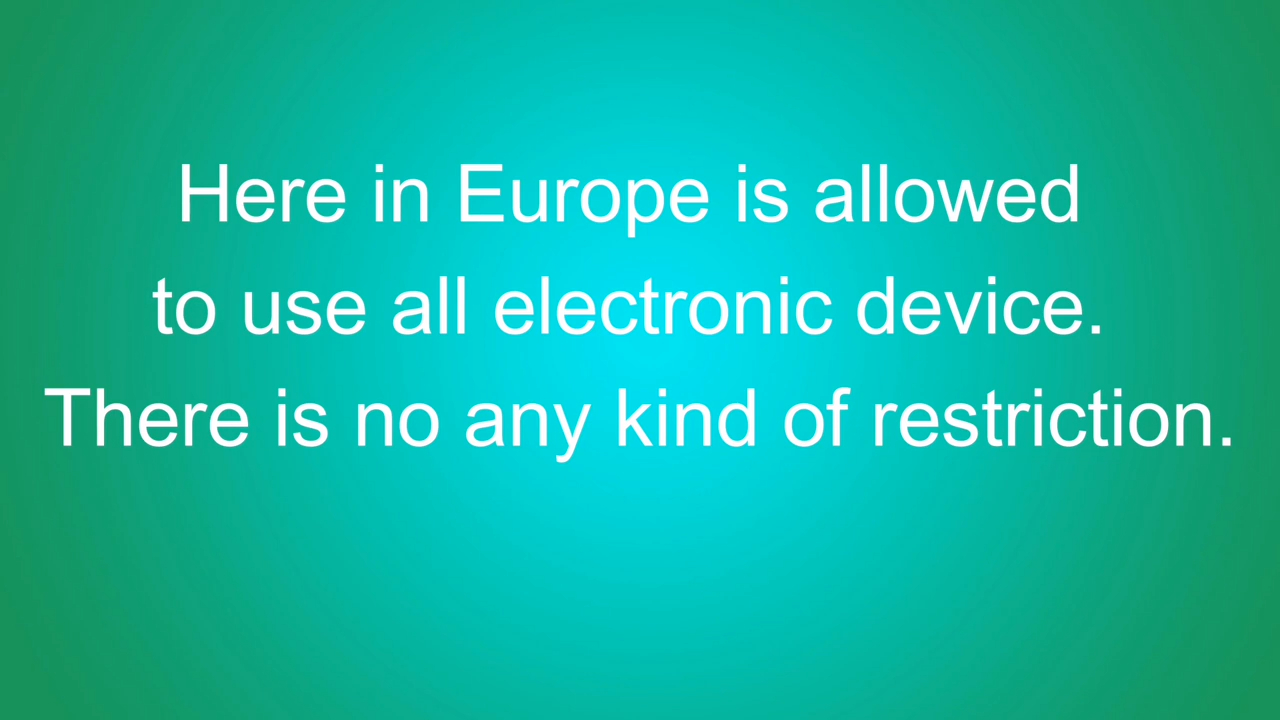 Here in Europe is allowed
to use all electronic device.
There is no any kind of restriction.